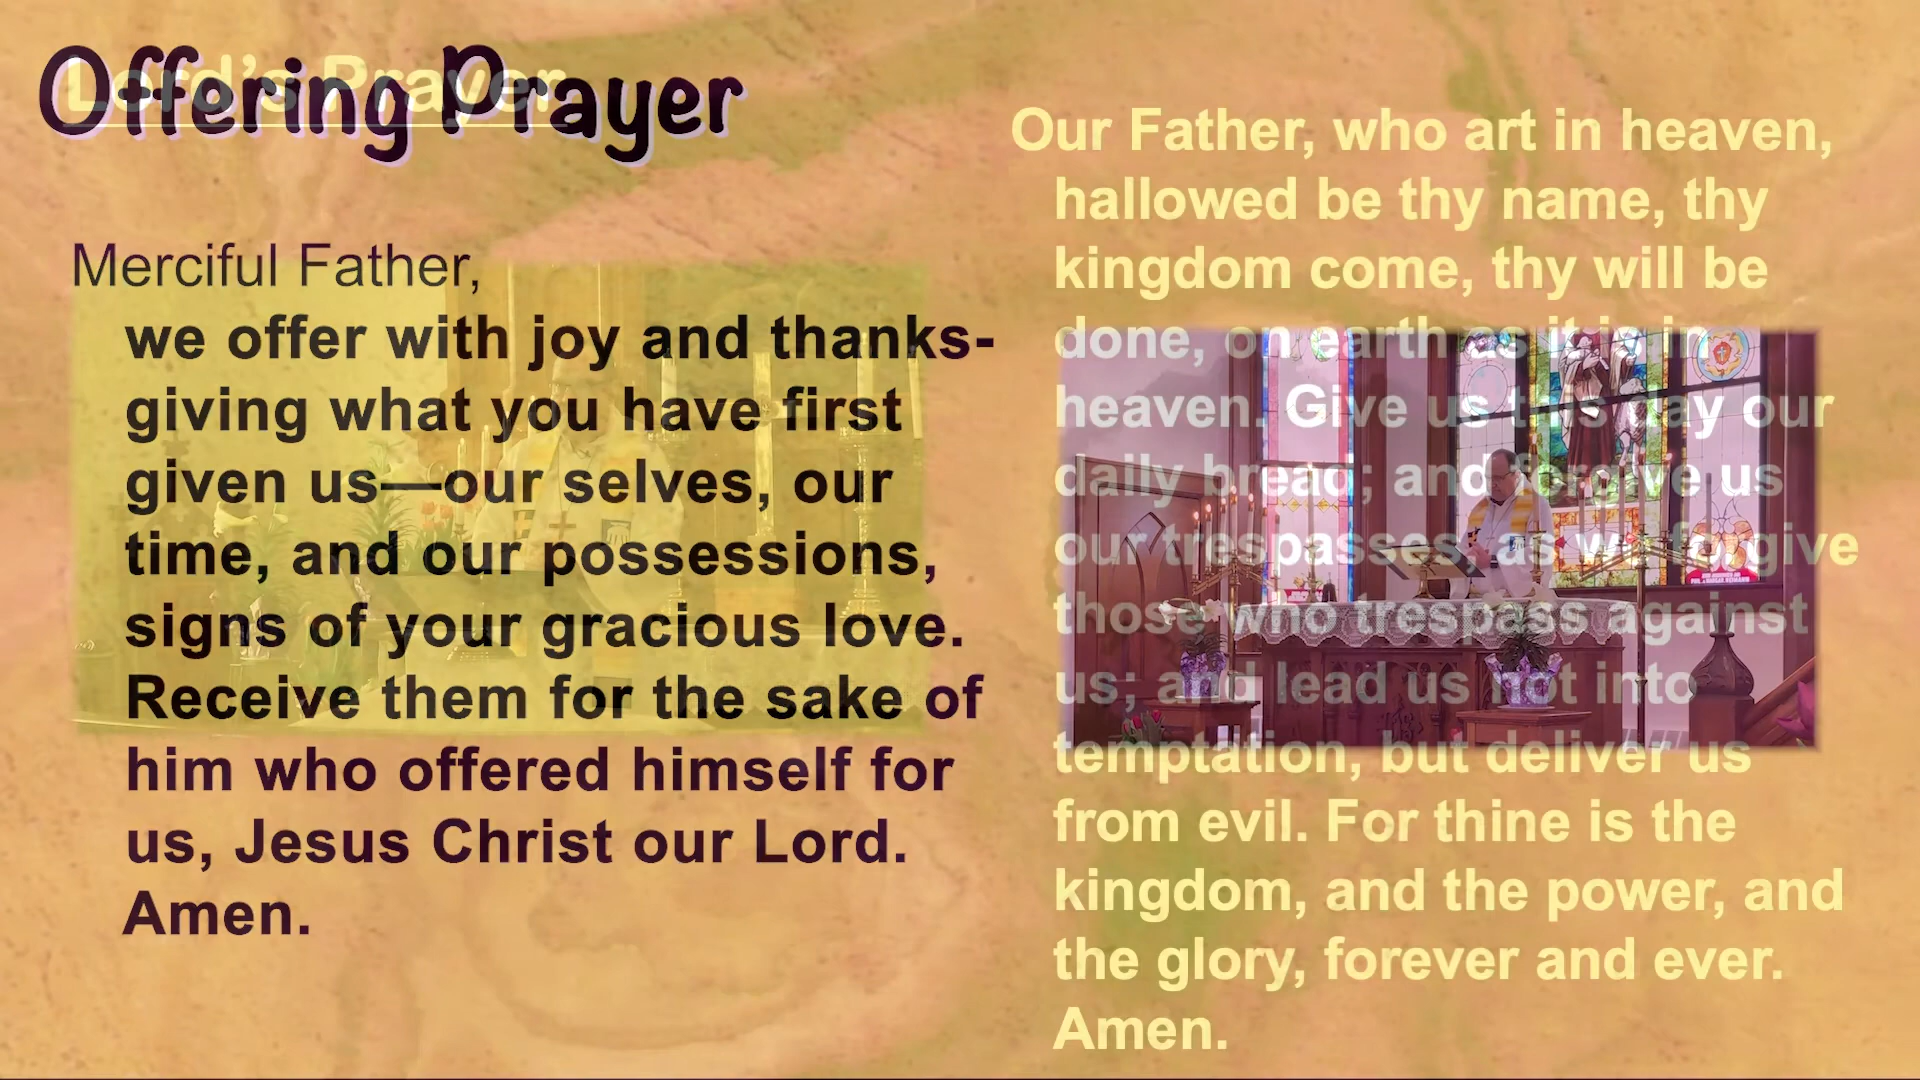 Offering Prayer
Lord's Prayer
Merciful Father,
we offer with joy and thanks-
giving what you have first
given us—our selves, our
time, and our possessions,
signs of your gracious love.
Receive them for the sake of
him who offered himself for
us, Jesus Christ our Lord.
Amen.
Our Father, who art in heaven,
hallowed be thy name, thy
kingdom come, thy will be
done, on earth as it is in
heaven. Give us this day our
daily bread; and forgive us
our trespasses, as we forgive
those who trespass against
us; and lead us not into
temptation, but deliver us
from evil. For thine is the
kingdom, and the power, and
the glory, forever and ever.
Amen.